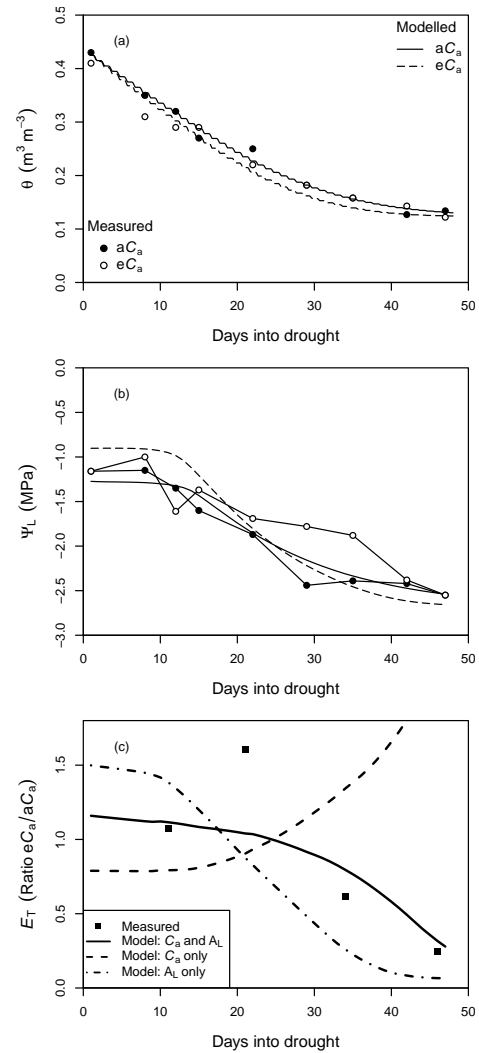 (a)
Modelled
aCa
eCa
Measured
aCa
eCa
0.0
0.1
0.2
0.3
0.4
0.5
θ (m³ m⁻³)
0
10
20
30
40
50
Days into drought
(b)
−3.0
−2.5
−2.0
−1.5
−1.0
−0.5
0.0
ΨL (MPa)
0
10
20
30
40
50
Days into drought
(c)
0.0
0.5
1.0
1.5
ET (Ratio eCa/aCa)
Measured
Model: Ca and AL
Model: Ca only
Model: AL only
0
10
20
30
40
50
Days into drought